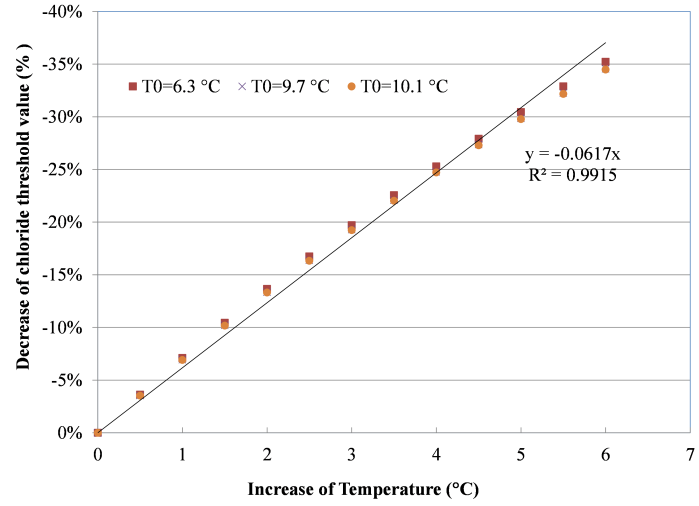 -40%
-35%
-30%
-25%
-20%
-15%
-10%
-5%
0%
Decrease of chloride threshold value (% )
T0=6.3 °C T0=9.7 °C T0=10.1 °C
y = -0.0617x
R² = 0.9915
0 1 2 3 4 5 6 7
Increase of Temperature (°C)